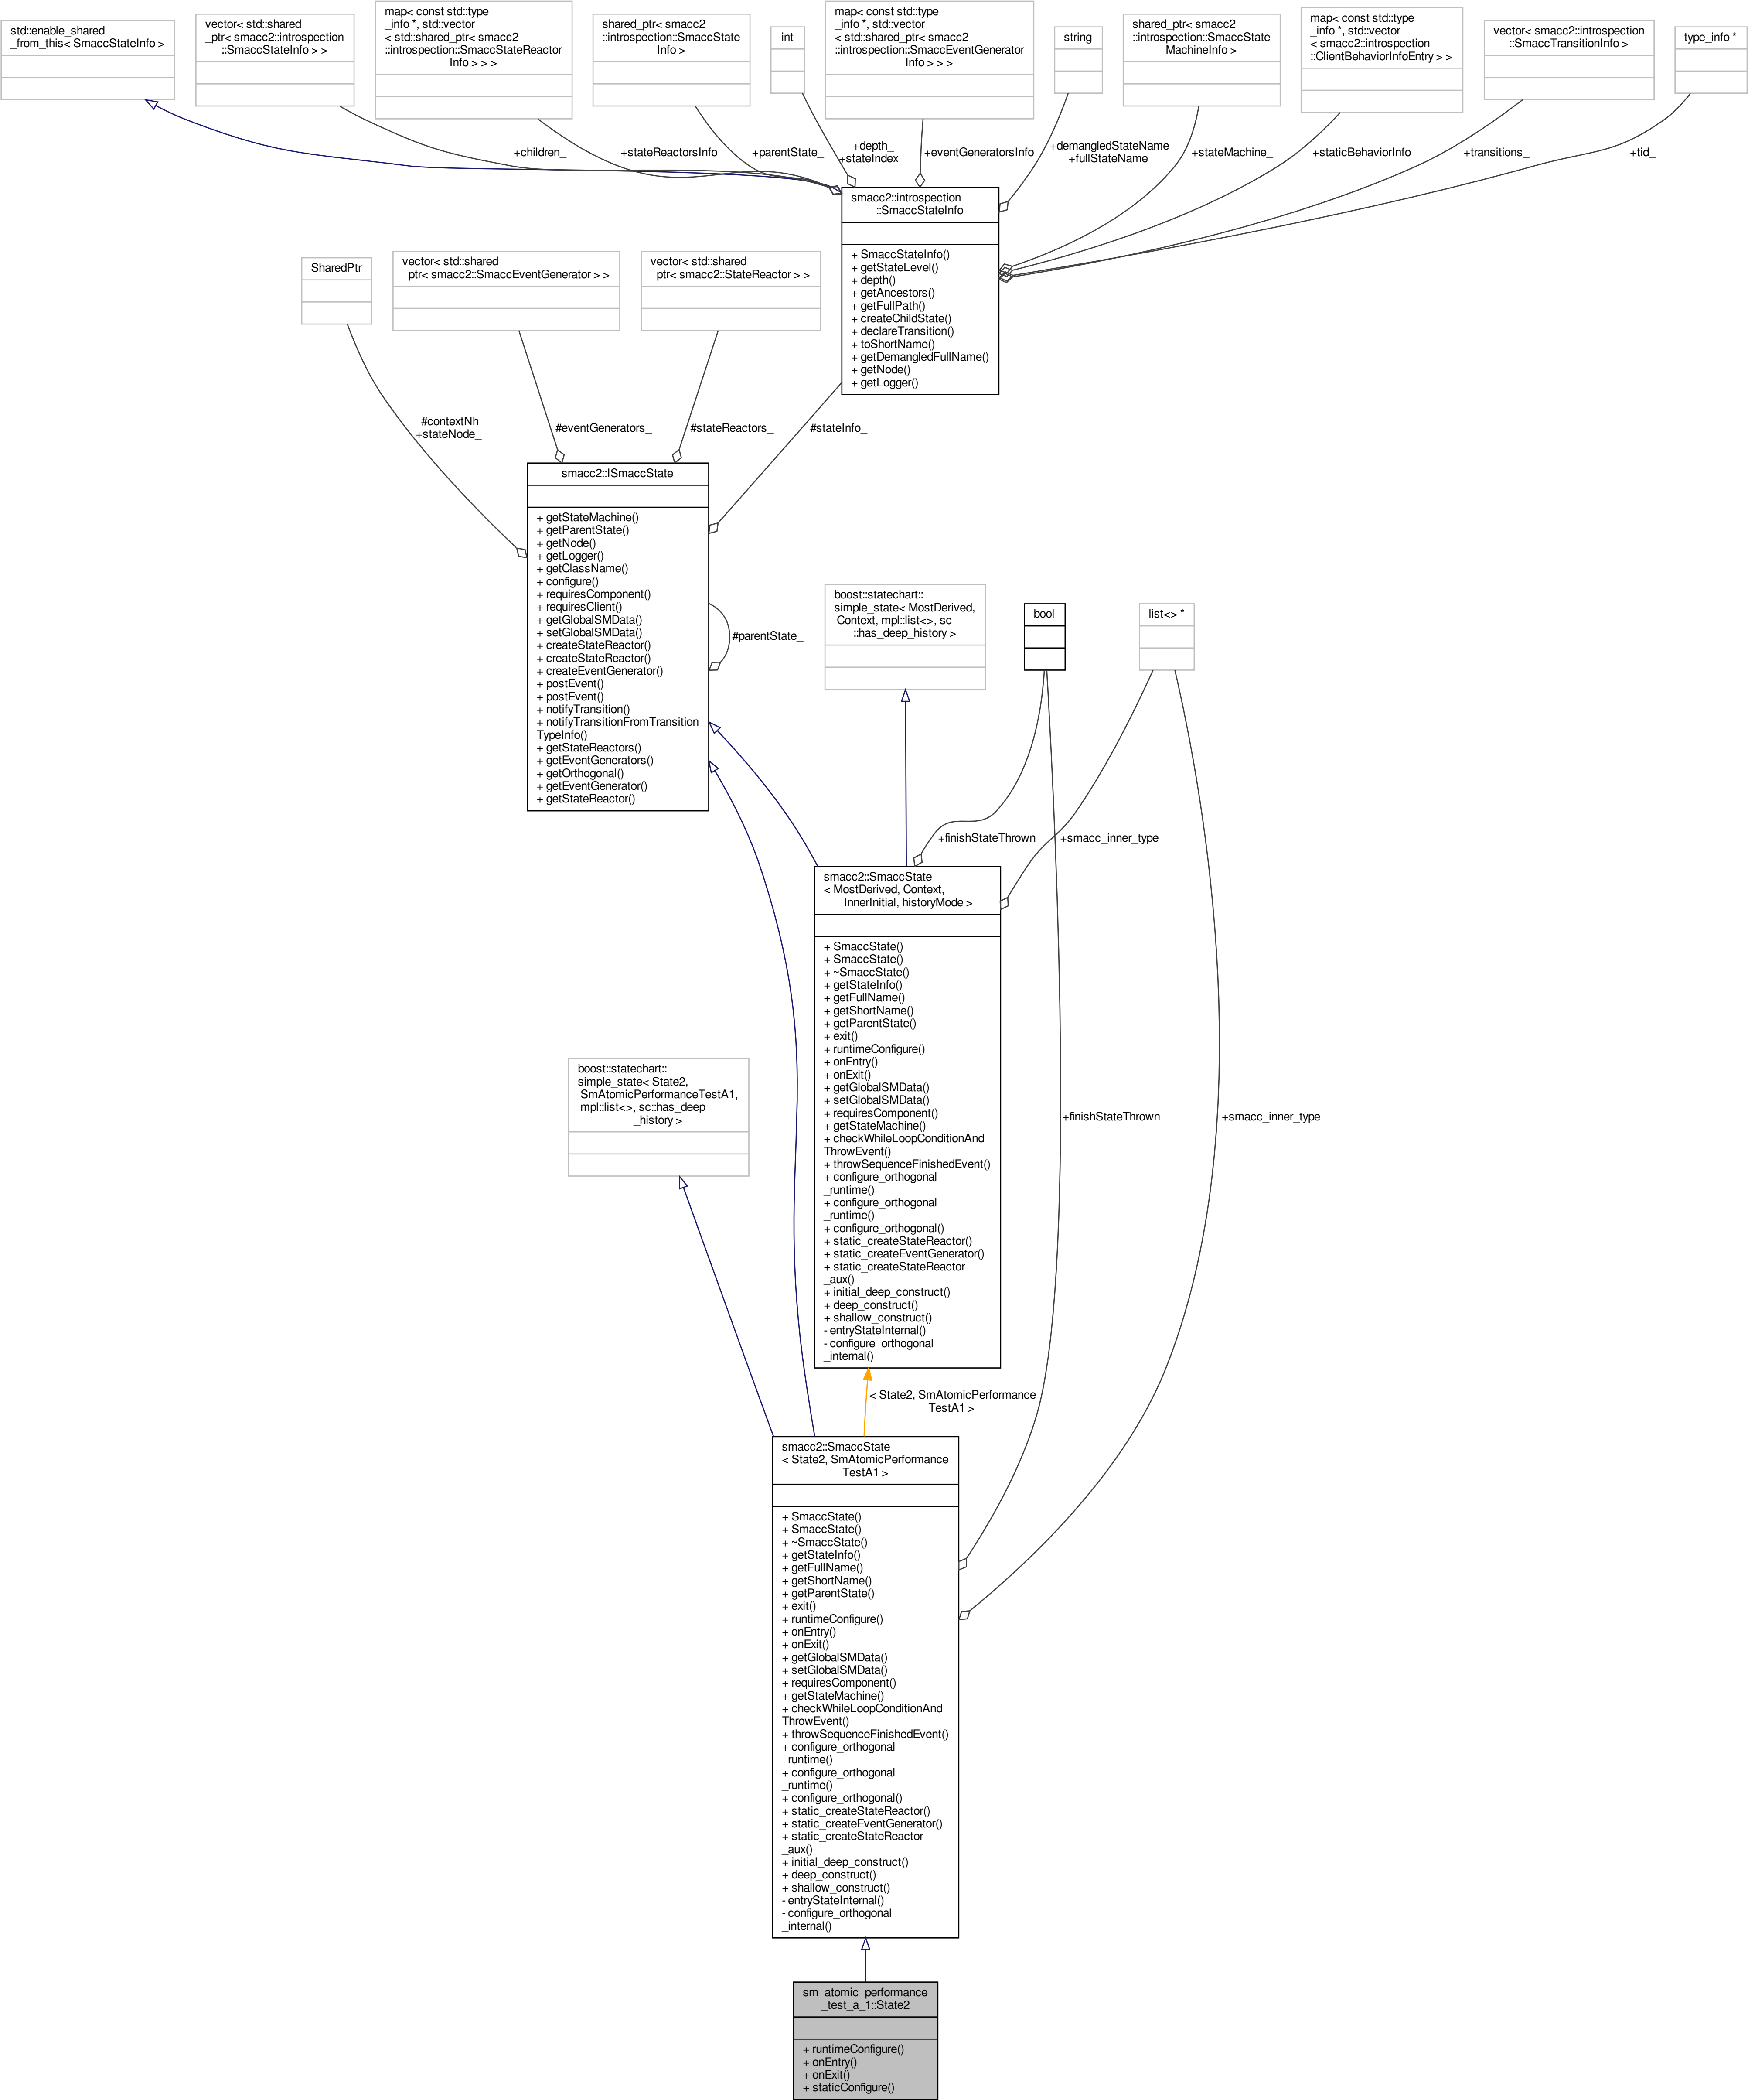 std::enable_shared
_from_this< SmaccStateInfo >
vector< std::shared
_ptr< smacc2::introspection
::SmaccStateInfo > >
map< const std::type
_info *, std::vector
< std::shared_ptr< smacc2
::introspection::SmaccStateReactor
Info > > >
shared_ptr< smacc2
::introspection::SmaccState
Info >
int
map< const std::type
_info *, std::vector
< std::shared_ptr< smacc2
::introspection::SmaccEventGenerator
Info > > >
string
shared_ptr< smacc2
::introspection::SmaccState
MachineInfo >
map< const std::type
_info *, std::vector
< smacc2::introspection
::ClientBehaviorInfoEntry > >
vector< smacc2::introspection
::SmaccTransitionInfo >
type_info *
+children_
+stateReactorsInfo
+parentState_
+depth_
+stateIndex_
+eventGeneratorsInfo
+demangledStateName
+fullStateName
+stateMachine_
+staticBehaviorInfo
+transitions_
+tid_
smacc2::introspection
::SmaccStateInfo
+ SmaccStateInfo()
+ getStateLevel()
+ depth()
+ getAncestors()
+ getFullPath()
+ createChildState()
+ declareTransition()
+ toShortName()
+ getDemangledFullName()
+ getNode()
+ getLogger()
SharedPtr
vector< std::shared
_ptr< smacc2::SmaccEventGenerator > >
vector< std::shared
_ptr< smacc2::StateReactor > >
#contextNh
+stateNode_
#eventGenerators_
#stateReactors_
#stateInfo_
smacc2::ISmaccState
+ getStateMachine()
+ getParentState()
+ getNode()
+ getLogger()
+ getClassName()
+ configure()
+ requiresComponent()
+ requiresClient()
+ getGlobalSMData()
+ setGlobalSMData()
+ createStateReactor()
+ createStateReactor()
+ createEventGenerator()
+ postEvent()
+ postEvent()
+ notifyTransition()
+ notifyTransitionFromTransition
TypeInfo()
+ getStateReactors()
+ getEventGenerators()
+ getOrthogonal()
+ getEventGenerator()
+ getStateReactor()
#parentState_
boost::statechart::
simple_state< MostDerived,
Context, mpl::list<>, sc
::has_deep_history >
bool
list<> *
+finishStateThrown
+smacc_inner_type
smacc2::SmaccState
< MostDerived, Context,
InnerInitial, historyMode >
+ SmaccState()
+ SmaccState()
+ ~SmaccState()
+ getStateInfo()
+ getFullName()
+ getShortName()
+ getParentState()
+ exit()
+ runtimeConfigure()
+ onEntry()
+ onExit()
+ getGlobalSMData()
+ setGlobalSMData()
+ requiresComponent()
+ getStateMachine()
+ checkWhileLoopConditionAnd
ThrowEvent()
+ throwSequenceFinishedEvent()
+ configure_orthogonal
_runtime()
+ configure_orthogonal
_runtime()
+ configure_orthogonal()
+ static_createStateReactor()
+ static_createEventGenerator()
+ static_createStateReactor
_aux()
+ initial_deep_construct()
+ deep_construct()
+ shallow_construct()
- entryStateInternal()
- configure_orthogonal
_internal()
boost::statechart::
simple_state< State2,
SmAtomicPerformanceTestA1,
mpl::list<>, sc::has_deep
_history >
+finishStateThrown
+smacc_inner_type
< State2, SmAtomicPerformance
TestA1 >
smacc2::SmaccState
< State2, SmAtomicPerformance
TestA1 >
+ SmaccState()
+ SmaccState()
+ ~SmaccState()
+ getStateInfo()
+ getFullName()
+ getShortName()
+ getParentState()
+ exit()
+ runtimeConfigure()
+ onEntry()
+ onExit()
+ getGlobalSMData()
+ setGlobalSMData()
+ requiresComponent()
+ getStateMachine()
+ checkWhileLoopConditionAnd
ThrowEvent()
+ throwSequenceFinishedEvent()
+ configure_orthogonal
_runtime()
+ configure_orthogonal
_runtime()
+ configure_orthogonal()
+ static_createStateReactor()
+ static_createEventGenerator()
+ static_createStateReactor
_aux()
+ initial_deep_construct()
+ deep_construct()
+ shallow_construct()
- entryStateInternal()
- configure_orthogonal
_internal()
sm_atomic_performance
_test_a_1::State2
+ runtimeConfigure()
+ onEntry()
+ onExit()
+ staticConfigure()